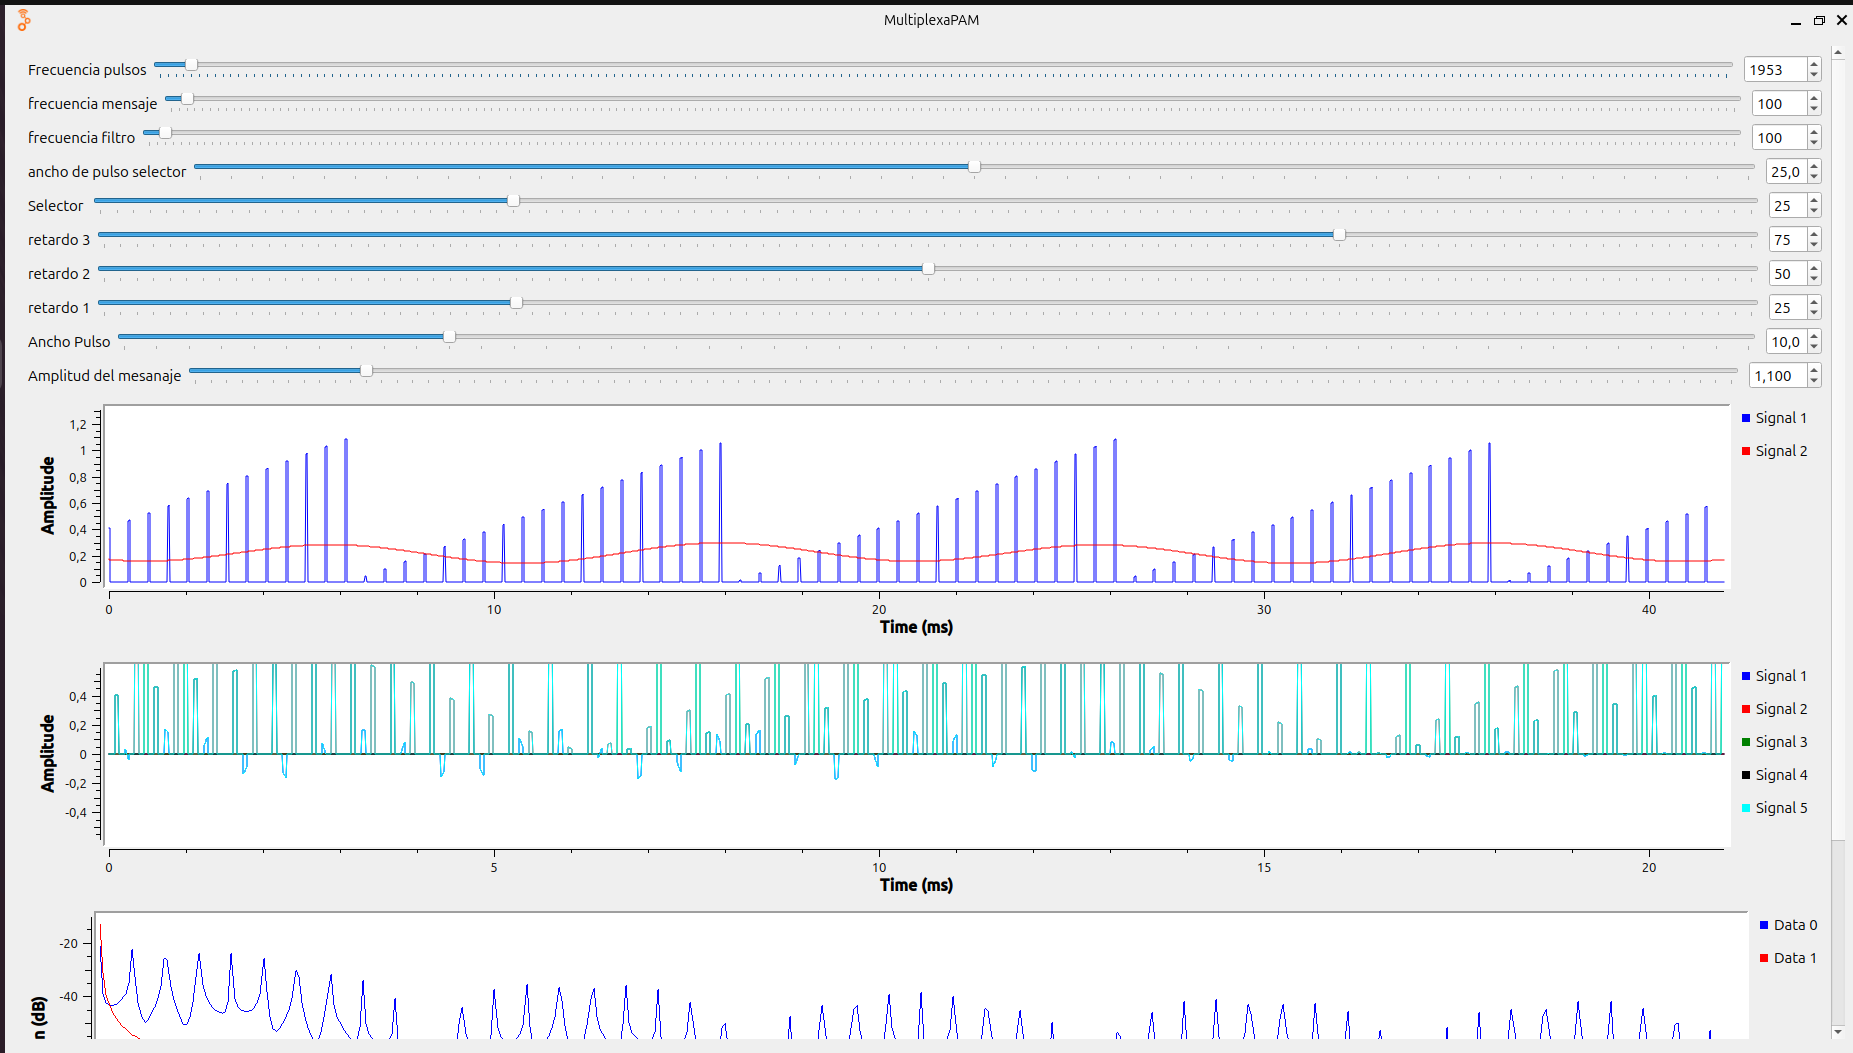 MultiplexaPAM
Frecuencia pulsos 1953
frecuencia mensaje 100
frecuencia filtro 100
ancho de pulso selector 25,0
Selector 25
retardo 3 75
retardo 2 50
retardo 1 25
Ancho Pulso 10,0
Amplitud del mesanaje 1,100
Amplitude
1,2
1
0,8
0,6
0,4
0,2
0
0 10 20 30 40
Time (ms)
Signal 1
Signal 2
Amplitude
0,4
0,2
0
-0,2
-0,4
0 5 10 15 20
Time (ms)
Signal 1
Signal 2
Signal 3
Signal 4
Signal 5
n (dB)
-20
-40
Data 0
Data 1